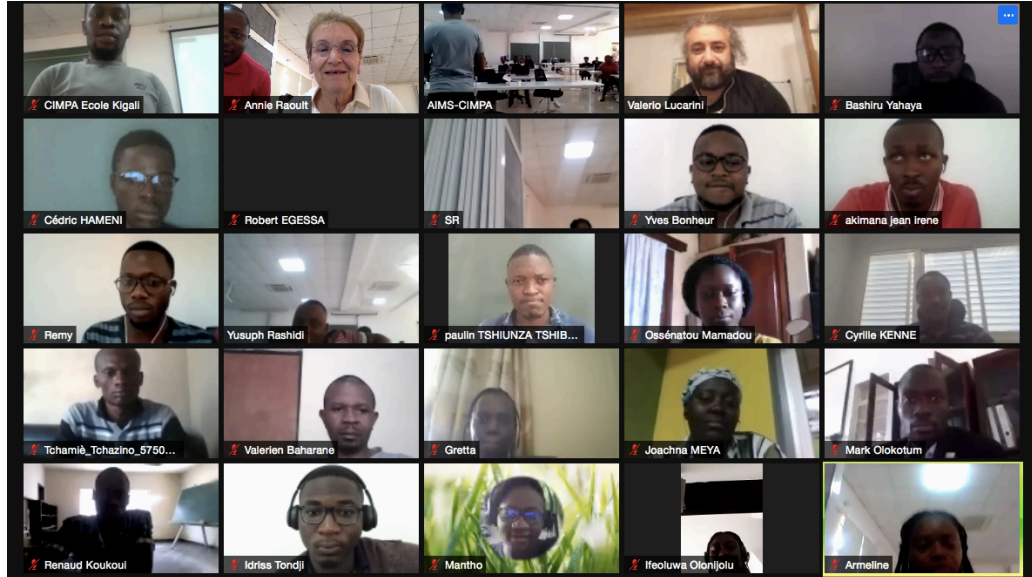 CIMPA Ecole Kigali
Annie Raoult
AIMS-CIMPA
Valerio Lucarini
Bashiru Yahaya
Cédric HAMENI
Robert EGESSA
SR
Yves Bonheur
akimana jean irene
Remy
Yusuph Rashidi
paulin TSHIUNZA TSHIB...
Ossénatou Mamadou
Cyrille KENNE
Tchamiè_Tchazino_5750...
Valerien Baharane
Gretta
Joachna MEYA
Mark Olokotum
Renaud Koukoui
Idriss Tondji
Mantho
Ifeoluwa Olonijolu
Armeline